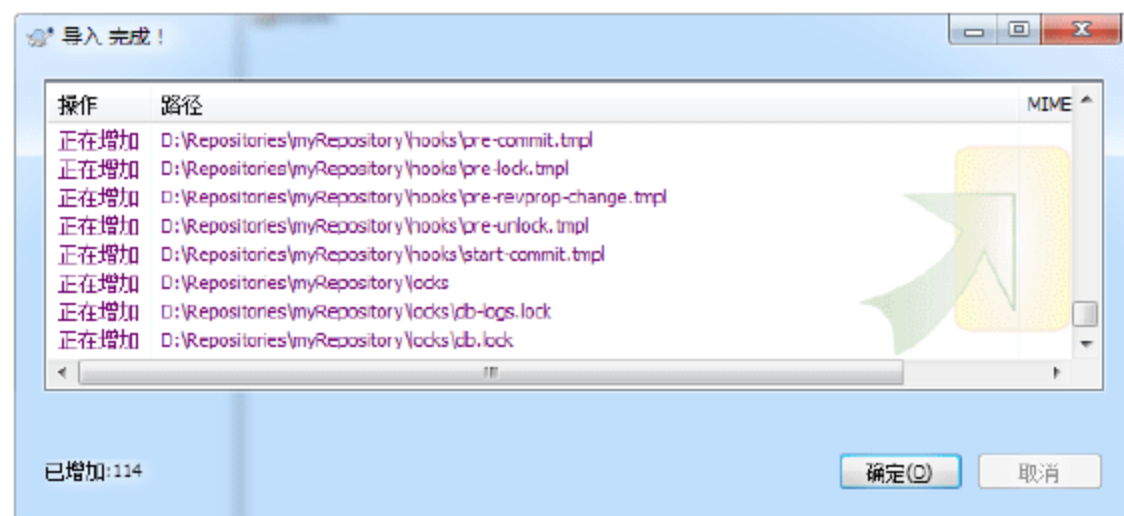 导入 完成！
操作 路径 MIME
正在增加 D:\Repositories\myRepository\hooks\pre-commit.tmpl
正在增加 D:\Repositories\myRepository\hooks\pre-lock.tmpl
正在增加 D:\Repositories\myRepository\hooks\pre-revprop-change.tmpl
正在增加 D:\Repositories\myRepository\hooks\pre-unlock.tmpl
正在增加 D:\Repositories\myRepository\hooks\start-commit.tmpl
正在增加 D:\Repositories\myRepository\locks
正在增加 D:\Repositories\myRepository\locks\db-logs.lock
正在增加 D:\Repositories\myRepository\locks\db.lock
已增加:114 确定(O) 取消